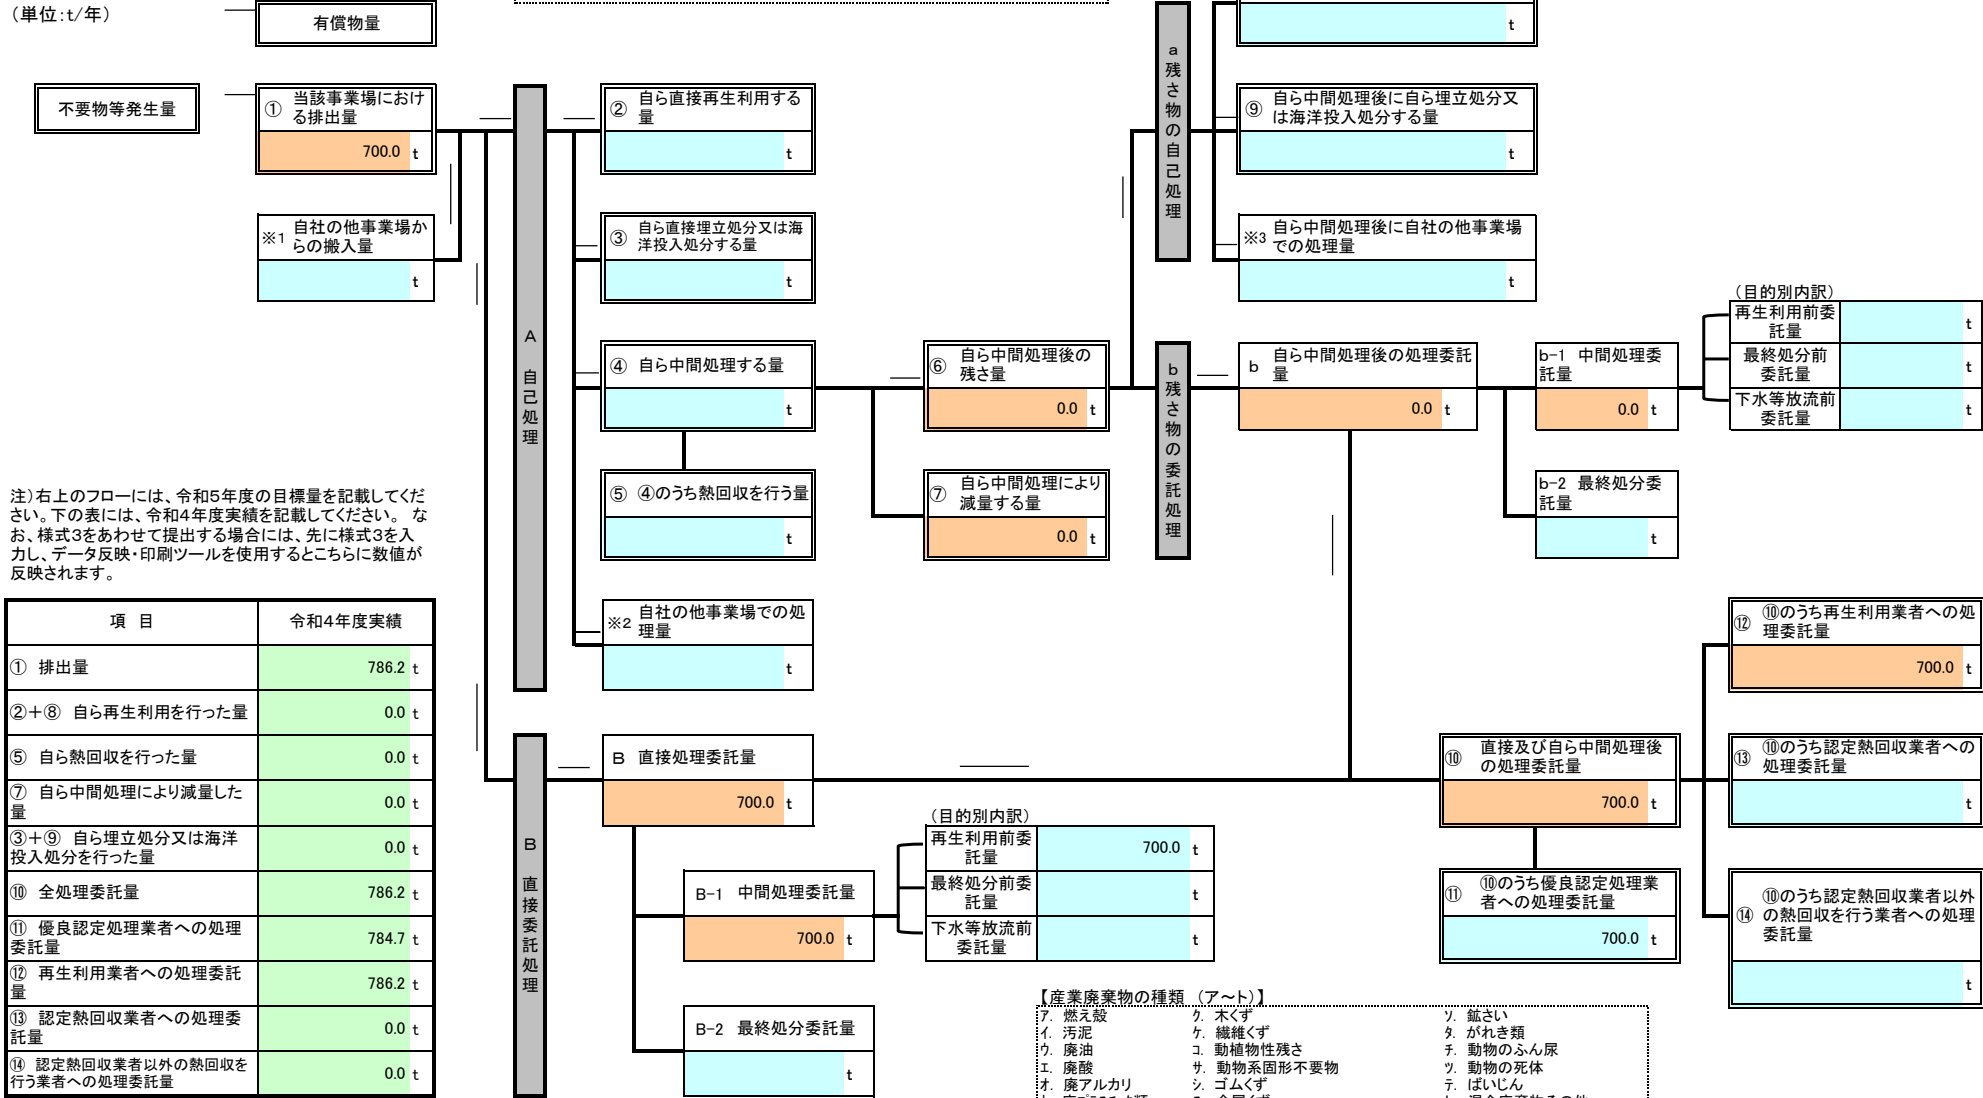 （単位:t/年）
有償物量
t
不要物等発生量
① 当該事業場におけ
る排出量
700.0 t
② 自ら直接再生利用する
量
t
a 残さ物の自己処理
⑨ 自ら中間処理後に自ら埋立処分又
は海洋投入処分する量
t
※1 自社の他事業場か
らの搬入量
t
③ 自ら直接埋立処分又は海
洋投入処分する量
t
※3 自ら中間処理後に自社の他事業場
での処理量
t
A 自己処理
④ 自ら中間処理する量
t
⑥ 自ら中間処理後の
残さ量
0.0 t
b 残さ物の委託処理
b 自ら中間処理後の処理委託
量
0.0 t
b-1 中間処理委
託量
0.0 t
（目的別内訳）
再生利用前委
託量
t
最終処分前
委託量
t
下水等放流前
委託量
t
⑤ ④のうち熱回収を行う量
t
⑦ 自ら中間処理により
減量する量
0.0 t
b-2 最終処分委
託量
t
注）右上のフローには、令和５年度の目標量を記載してくだ
さい。下の表には、令和４年度実績を記載してください。 な
お、様式３をあわせて提出する場合には、先に様式３を入
力し、データ反映・印刷ツールを使用するとこちらに数値が
反映されます。
※2 自社の他事業場での処
理量
t
項 目 令和４年度実績
① 排出量 786.2 t
②＋⑧ 自ら再生利用を行った量 0.0 t
⑤ 自ら熱回収を行った量 0.0 t
⑦ 自ら中間処理により減量した
量 0.0 t
③＋⑨ 自ら埋立処分又は海洋
投入処分を行った量 0.0 t
⑩ 全処理委託量 786.2 t
⑪ 優良認定処理業者への処理
委託量 784.7 t
⑫ 再生利用業者への処理委託
量 786.2 t
⑬ 認定熱回収業者への処理委
託量 0.0 t
⑭ 認定熱回収業者以外の熱回収を
行う業者への処理委託量 0.0 t
B 直接委託処理
B 直接処理委託量
700.0 t
B-1 中間処理委託量
700.0 t
（目的別内訳）
再生利用前委
託量
700.0 t
最終処分前委
託量
t
下水等放流前
委託量
t
B-2 最終処分委託量
t
⑩ 直接及び自ら中間処理後
の処理委託量
700.0 t
⑪ ⑩のうち優良認定処理業
者への処理委託量
700.0 t
⑫ ⑩のうち再生利用業者への処
理委託量
700.0 t
⑬ ⑩のうち認定熱回収業者への
処理委託量
t
⑭ ⑩のうち認定熱回収業者以外
の熱回収を行う業者への処理
委託量
t
【産業廃棄物の種類 （ア～ト）】
ｱ. 燃え殻 ｸ. 木くず ｿ. 鉱さい
ｲ. 汚泥 ｹ. 繊維くず ﾀ. がれき類
ｳ. 廃油 ｺ. 動植物性残さ ﾁ. 動物のふん尿
ｴ. 廃酸 ｻ. 動物系固形不要物 ﾂ. 動物の死体
ｵ. 廃アルカリ ｼ. ゴムくず ﾃ. ばいじん